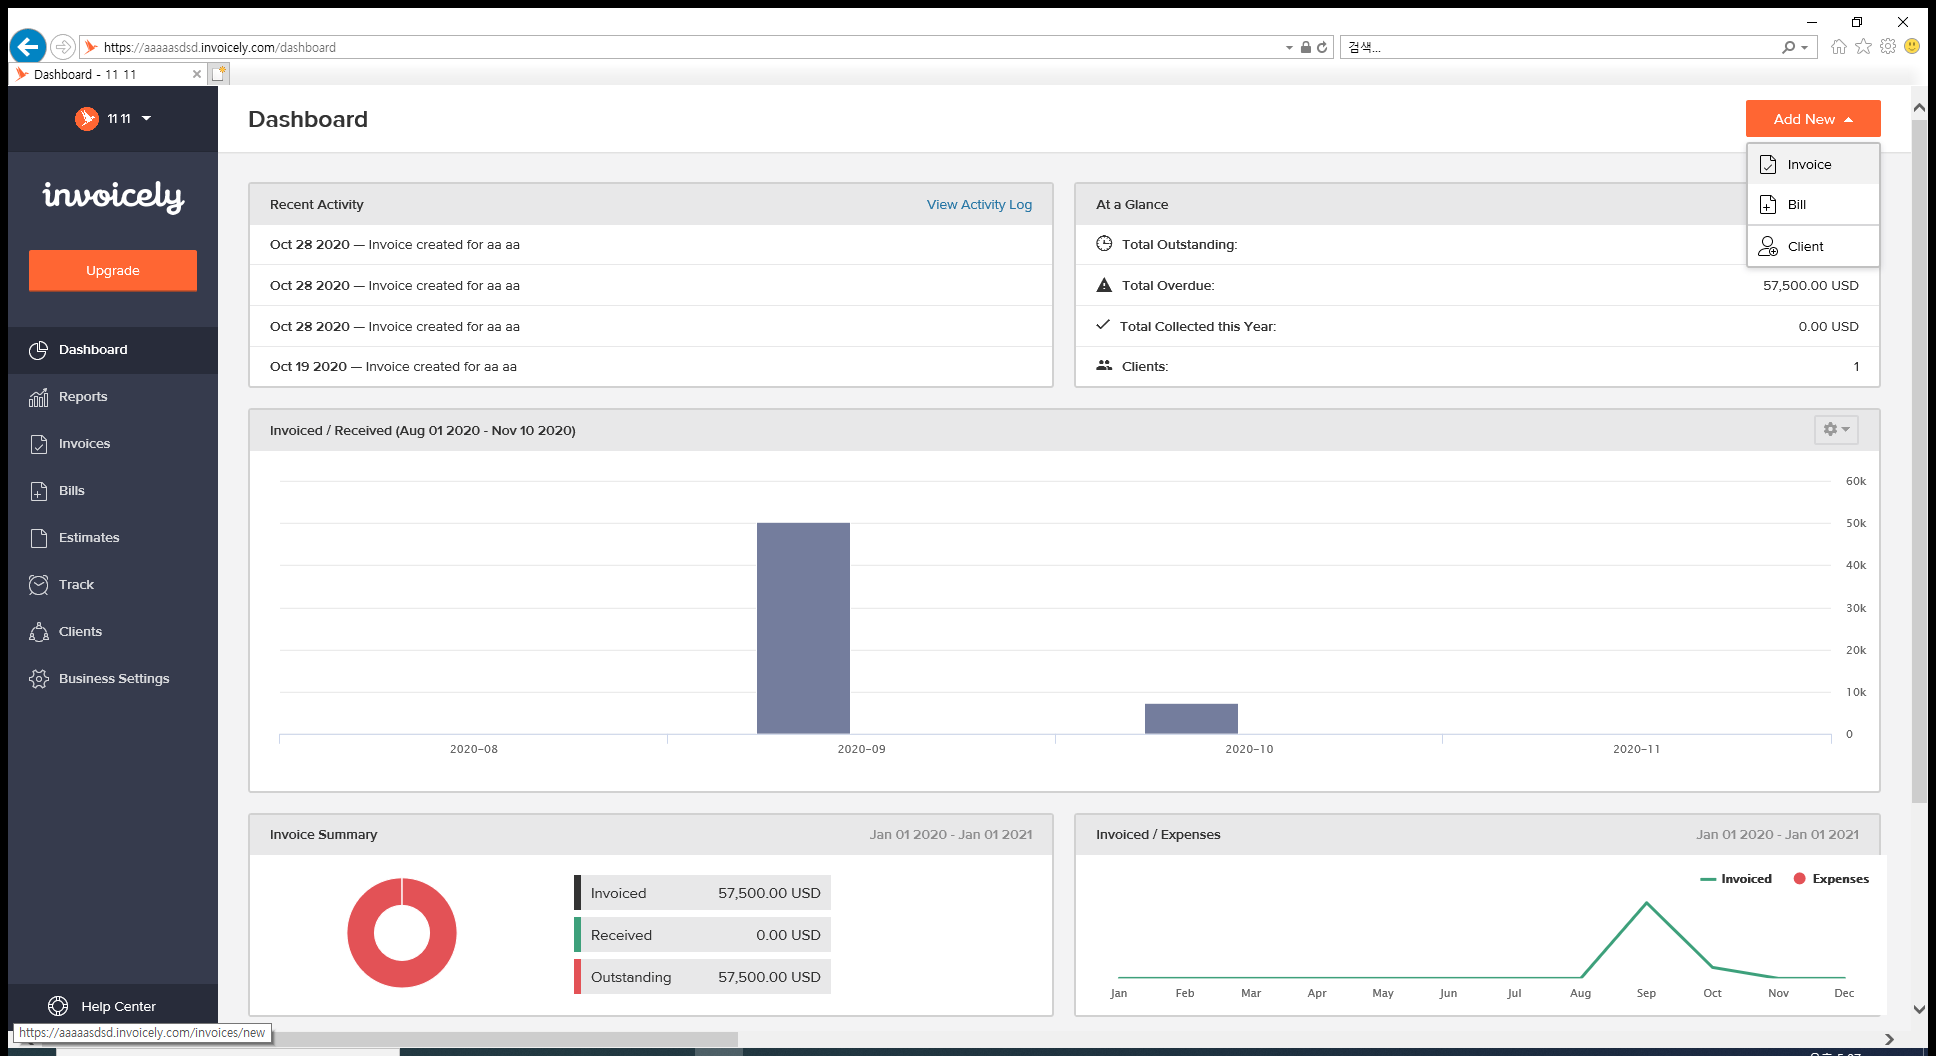 https://aaaaasdsd.invoicely.com/dashboard
검색...
Dashboard - 11 11
11 11
Dashboard
Add New
Invoice
Bill
Client
invoicely
Upgrade
Dashboard
Reports
Invoices
Bills
Estimates
Track
Clients
Business Settings
Help Center
Recent Activity View Activity Log
Oct 28 2020 — Invoice created for aa aa
Oct 28 2020 — Invoice created for aa aa
Oct 28 2020 — Invoice created for aa aa
Oct 19 2020 — Invoice created for aa aa
At a Glance
Total Outstanding:
Total Overdue: 57,500.00 USD
Total Collected this Year: 0.00 USD
Clients: 1
Invoiced / Received (Aug 01 2020 - Nov 10 2020)
60k
50k
40k
30k
20k
10k
0
2020-08 2020-09 2020-10 2020-11
Invoice Summary Jan 01 2020 - Jan 01 2021
Invoiced 57,500.00 USD
Received 0.00 USD
Outstanding 57,500.00 USD
Invoiced / Expenses Jan 01 2020 - Jan 01 2021
Invoiced Expenses
Jan Feb Mar Apr May Jun Jul Aug Sep Oct Nov Dec
https://aaaaasdsd.invoicely.com/invoices/new